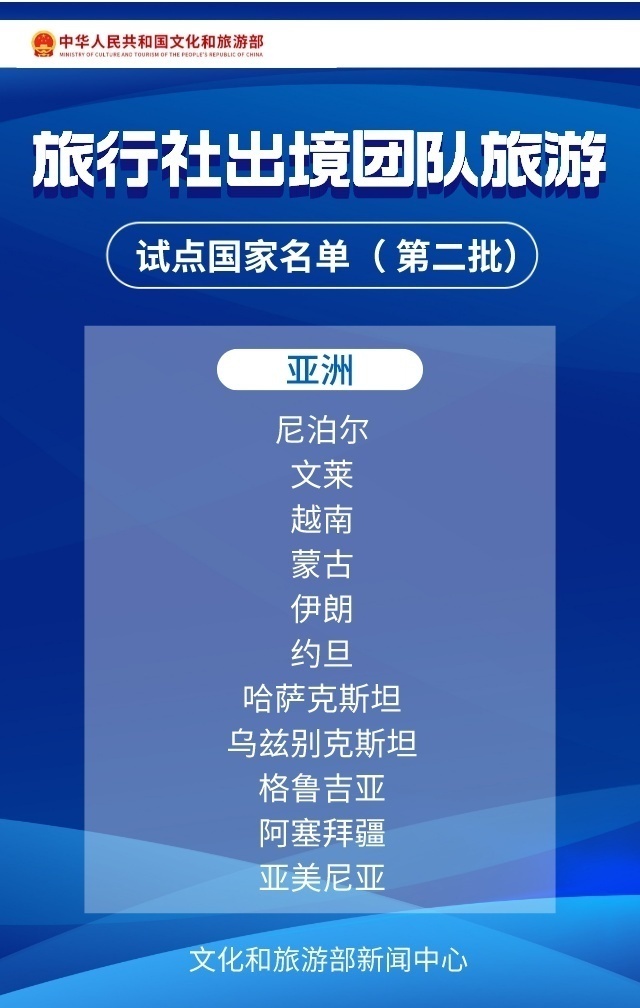 中华人民共和国文化和旅游部
MINISTRY OF CULTURE AND TOURISM OF THE PEOPLE'S REPUBLIC OF CHINA
旅行社出境团队旅游
试点国家名单（第二批）
亚洲
尼泊尔
文莱
越南
蒙古
伊朗
约旦
哈萨克斯坦
乌兹别克斯坦
格鲁吉亚
阿塞拜疆
亚美尼亚
文化和旅游部新闻中心